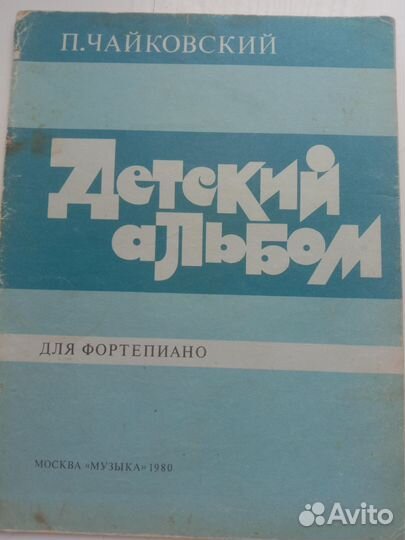 П.ЧАЙКОВСКИЙ
Детский
альбом
ДЛЯ ФОРТЕПИАНО
МОСКВА «МУЗЫКА» 1980
Avito